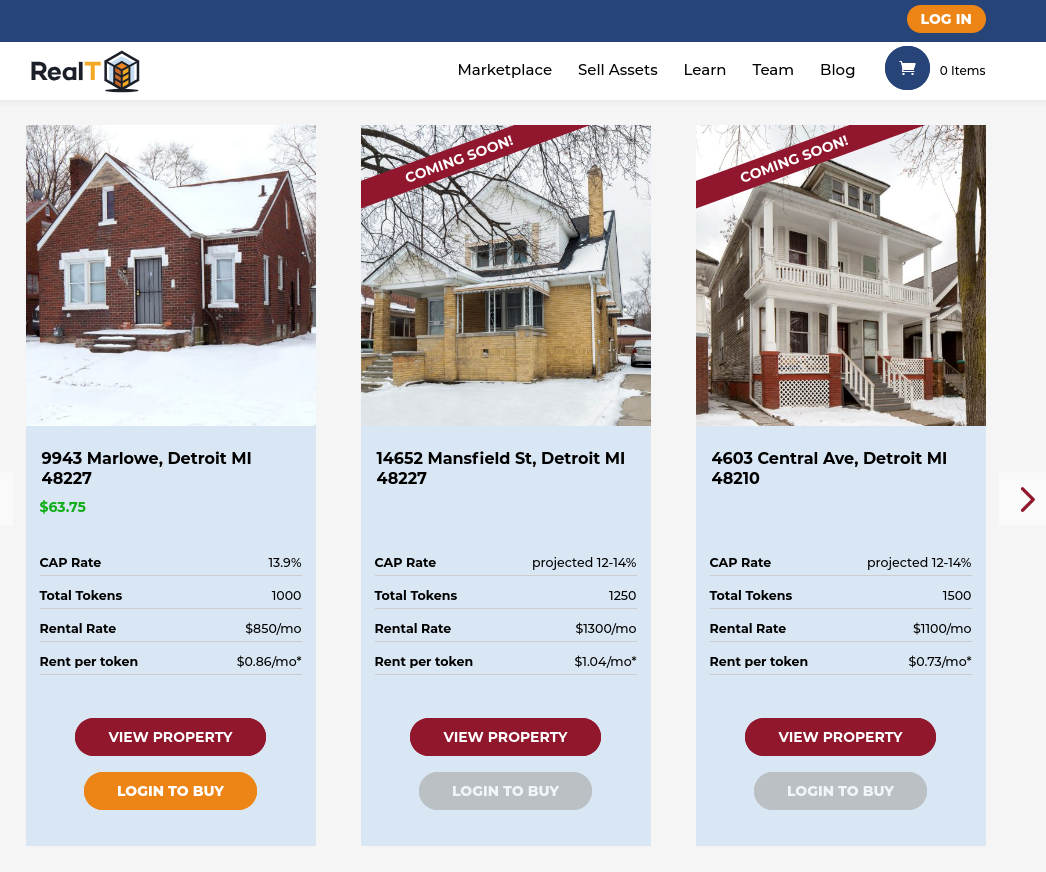 LOG IN
RealT
Marketplace Sell Assets Learn Team Blog 0 Items
COMING SOON!
COMING SOON!
9943 Marlowe, Detroit MI
48227
$63.75
CAP Rate 13.9%
Total Tokens 1000
Rental Rate $850/mo
Rent per token $0.86/mo*
VIEW PROPERTY
LOGIN TO BUY
14652 Mansfield St, Detroit MI
48227
CAP Rate projected 12-14%
Total Tokens 1250
Rental Rate $1300/mo
Rent per token $1.04/mo*
VIEW PROPERTY
LOGIN TO BUY
4603 Central Ave, Detroit MI
48210
CAP Rate projected 12-14%
Total Tokens 1500
Rental Rate $1100/mo
Rent per token $0.73/mo*
VIEW PROPERTY
LOGIN TO BUY